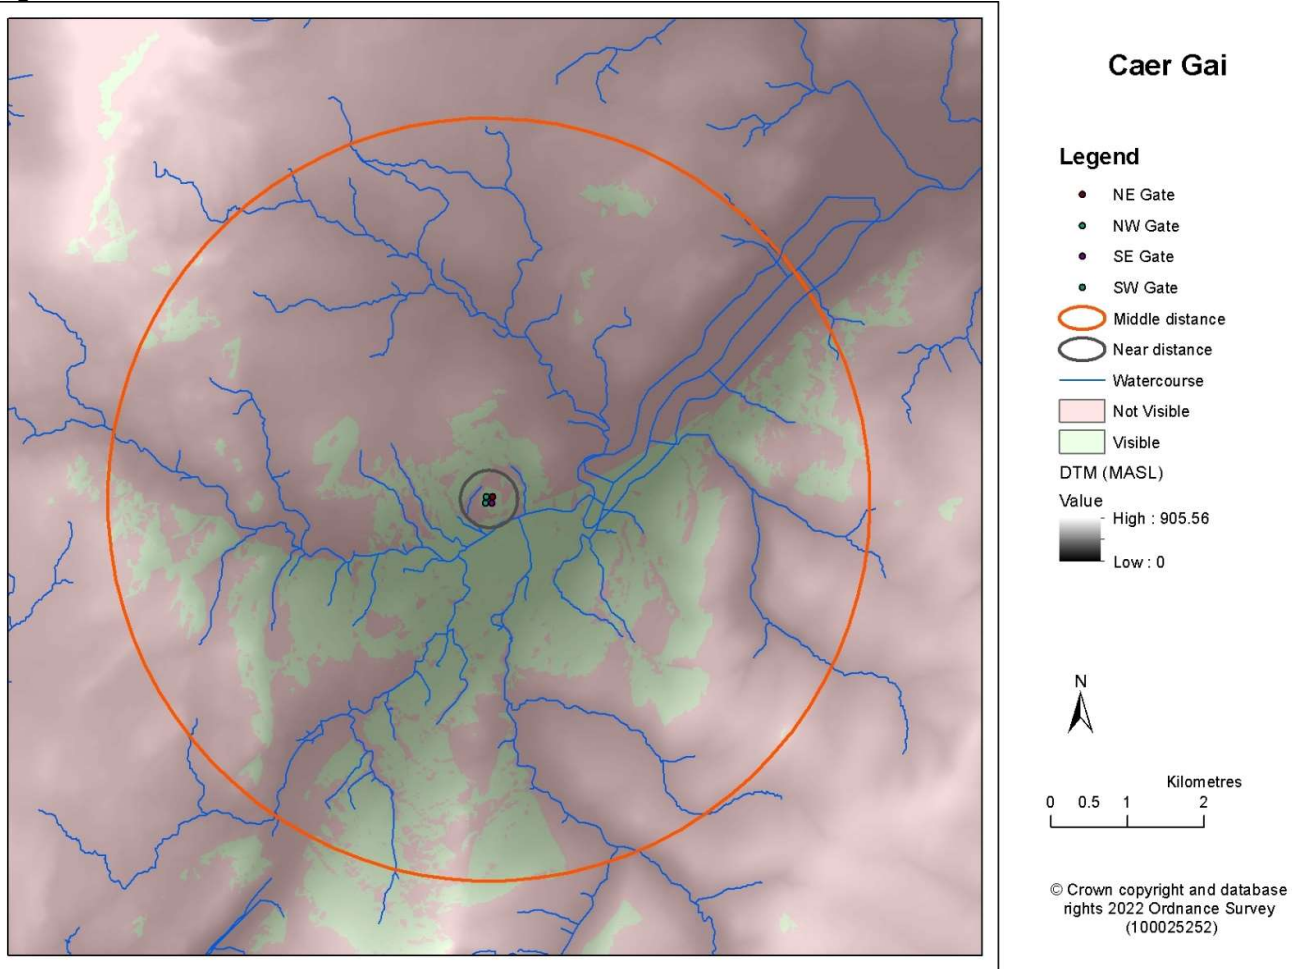 Caer Gai
Legend
NE Gate
NW Gate
SE Gate
SW Gate
Middle distance
Near distance
Watercourse
Not Visible
Visible
DTM (MASL)
Value
High : 905.56
Low : 0
N
Kilometres
0 0.5 1 2
© Crown copyright and database
rights 2022 Ordnance Survey
(100025252)